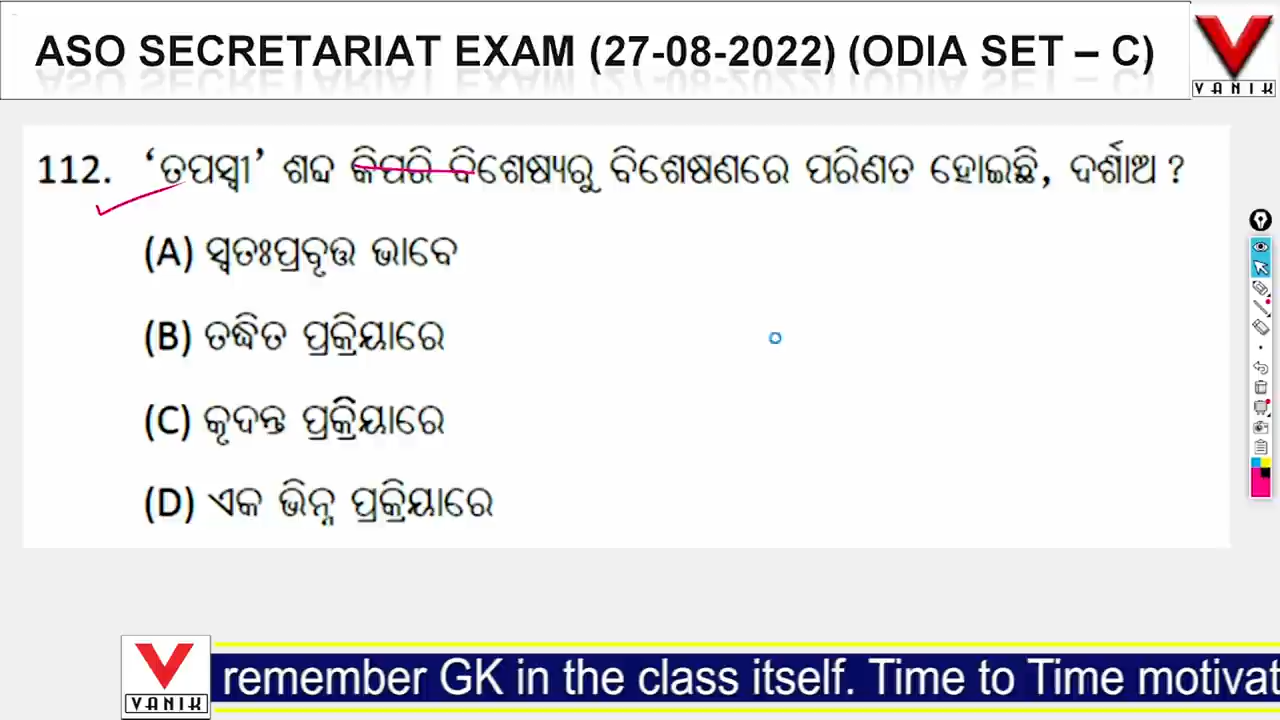 ASO SECRETARIAT EXAM (27-08-2022) (ODIA SET – C)
VANIK
112. ‘ତପସ୍ୱୀ’ ଶବ୍ଦ କିପରି ବିଶେଷ୍ୟରୁ ବିଶେଷଣରେ ପରିଣତ ହୋଇଛି, ଦର୍ଶାଅ ?
(A) ସ୍ୱତଃପ୍ରବୃତ୍ତ ଭାବେ
(B) ତଦ୍ଧିତ ପ୍ରକ୍ରିୟାରେ
(C) କୃଦନ୍ତ ପ୍ରକ୍ରିୟାରେ
(D) ଏକ ଭିନ୍ନ ପ୍ରକ୍ରିୟାରେ
VANIK
remember GK in the class itself. Time to Time motivat